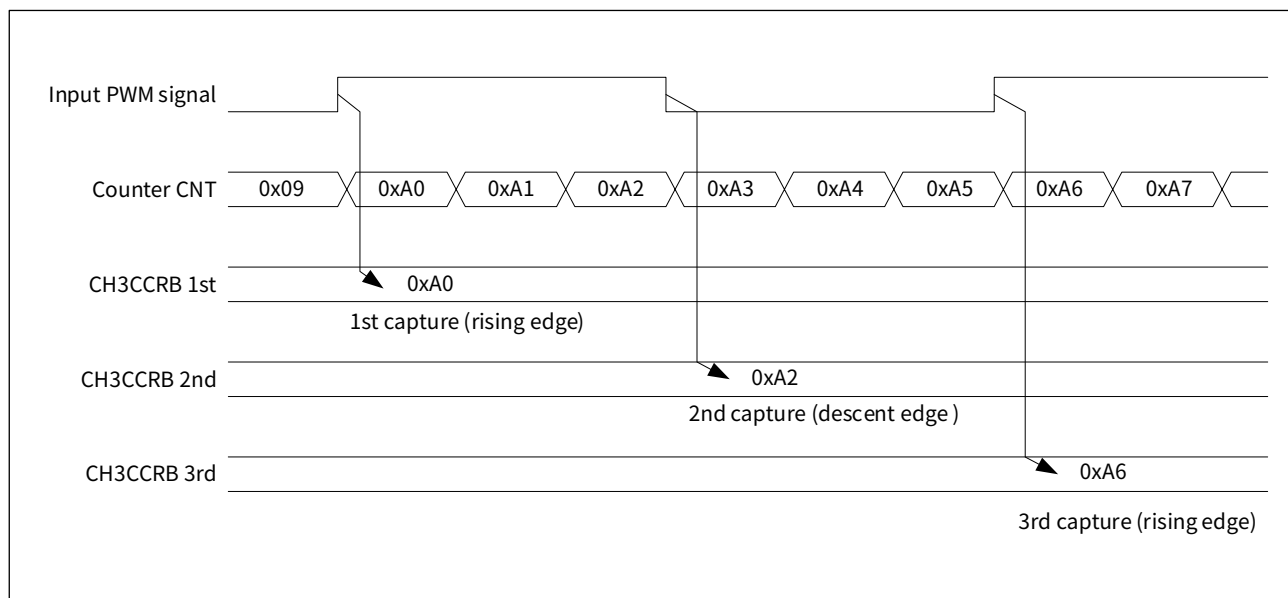 Input PWM signal
Counter CNT 0x09 0xA0 0xA1 0xA2 0xA3 0xA4 0xA5 0xA6 0xA7
CH3CCRB 1st 0xA0
1st capture (rising edge)
CH3CCRB 2nd 0xA2
2nd capture (descent edge )
CH3CCRB 3rd 0xA6
3rd capture (rising edge)